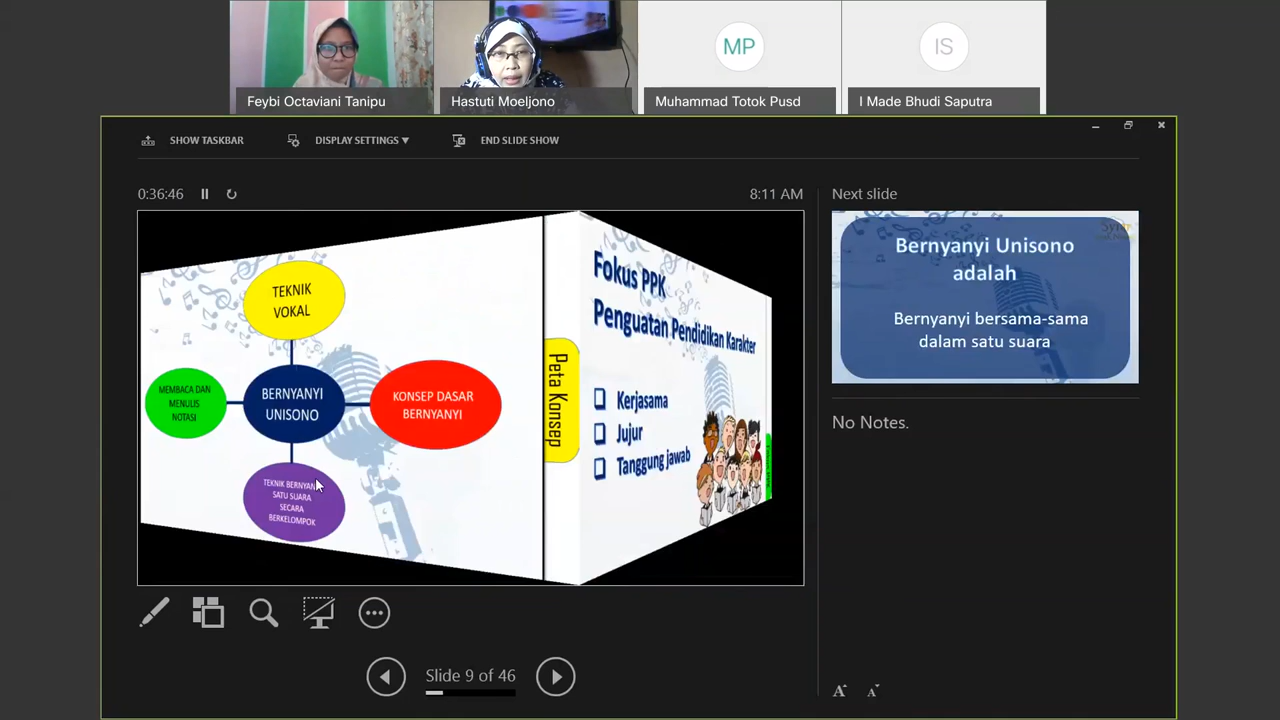 Feybi Octaviani Tanipu
Hastuti Moeljono
MP
Muhammad Totok Pusd
IS
I Made Bhudi Saputra
SHOW TASKBAR
DISPLAY SETTINGS
END SLIDE SHOW
0:36:46
8:11 AM
TEKNIK
VOKAL
MEMBACA DAN
MENULIS
NOTASI
BERNYANYI
UNISONO
KONSEP DASAR
BERNYANYI
TEKNIK BERNYAN
SATU SUARA
SECARA
BERKELOMPOK
Peta Konsep
Fokus PPK
Penguatan Pendidikan Karakter
Kerjasama
Jujur
Tanggung jawab
Next slide
Bernyanyi Unisono
adalah
Bernyanyi bersama-sama
dalam satu suara
No Notes.
Slide 9 of 46
A A